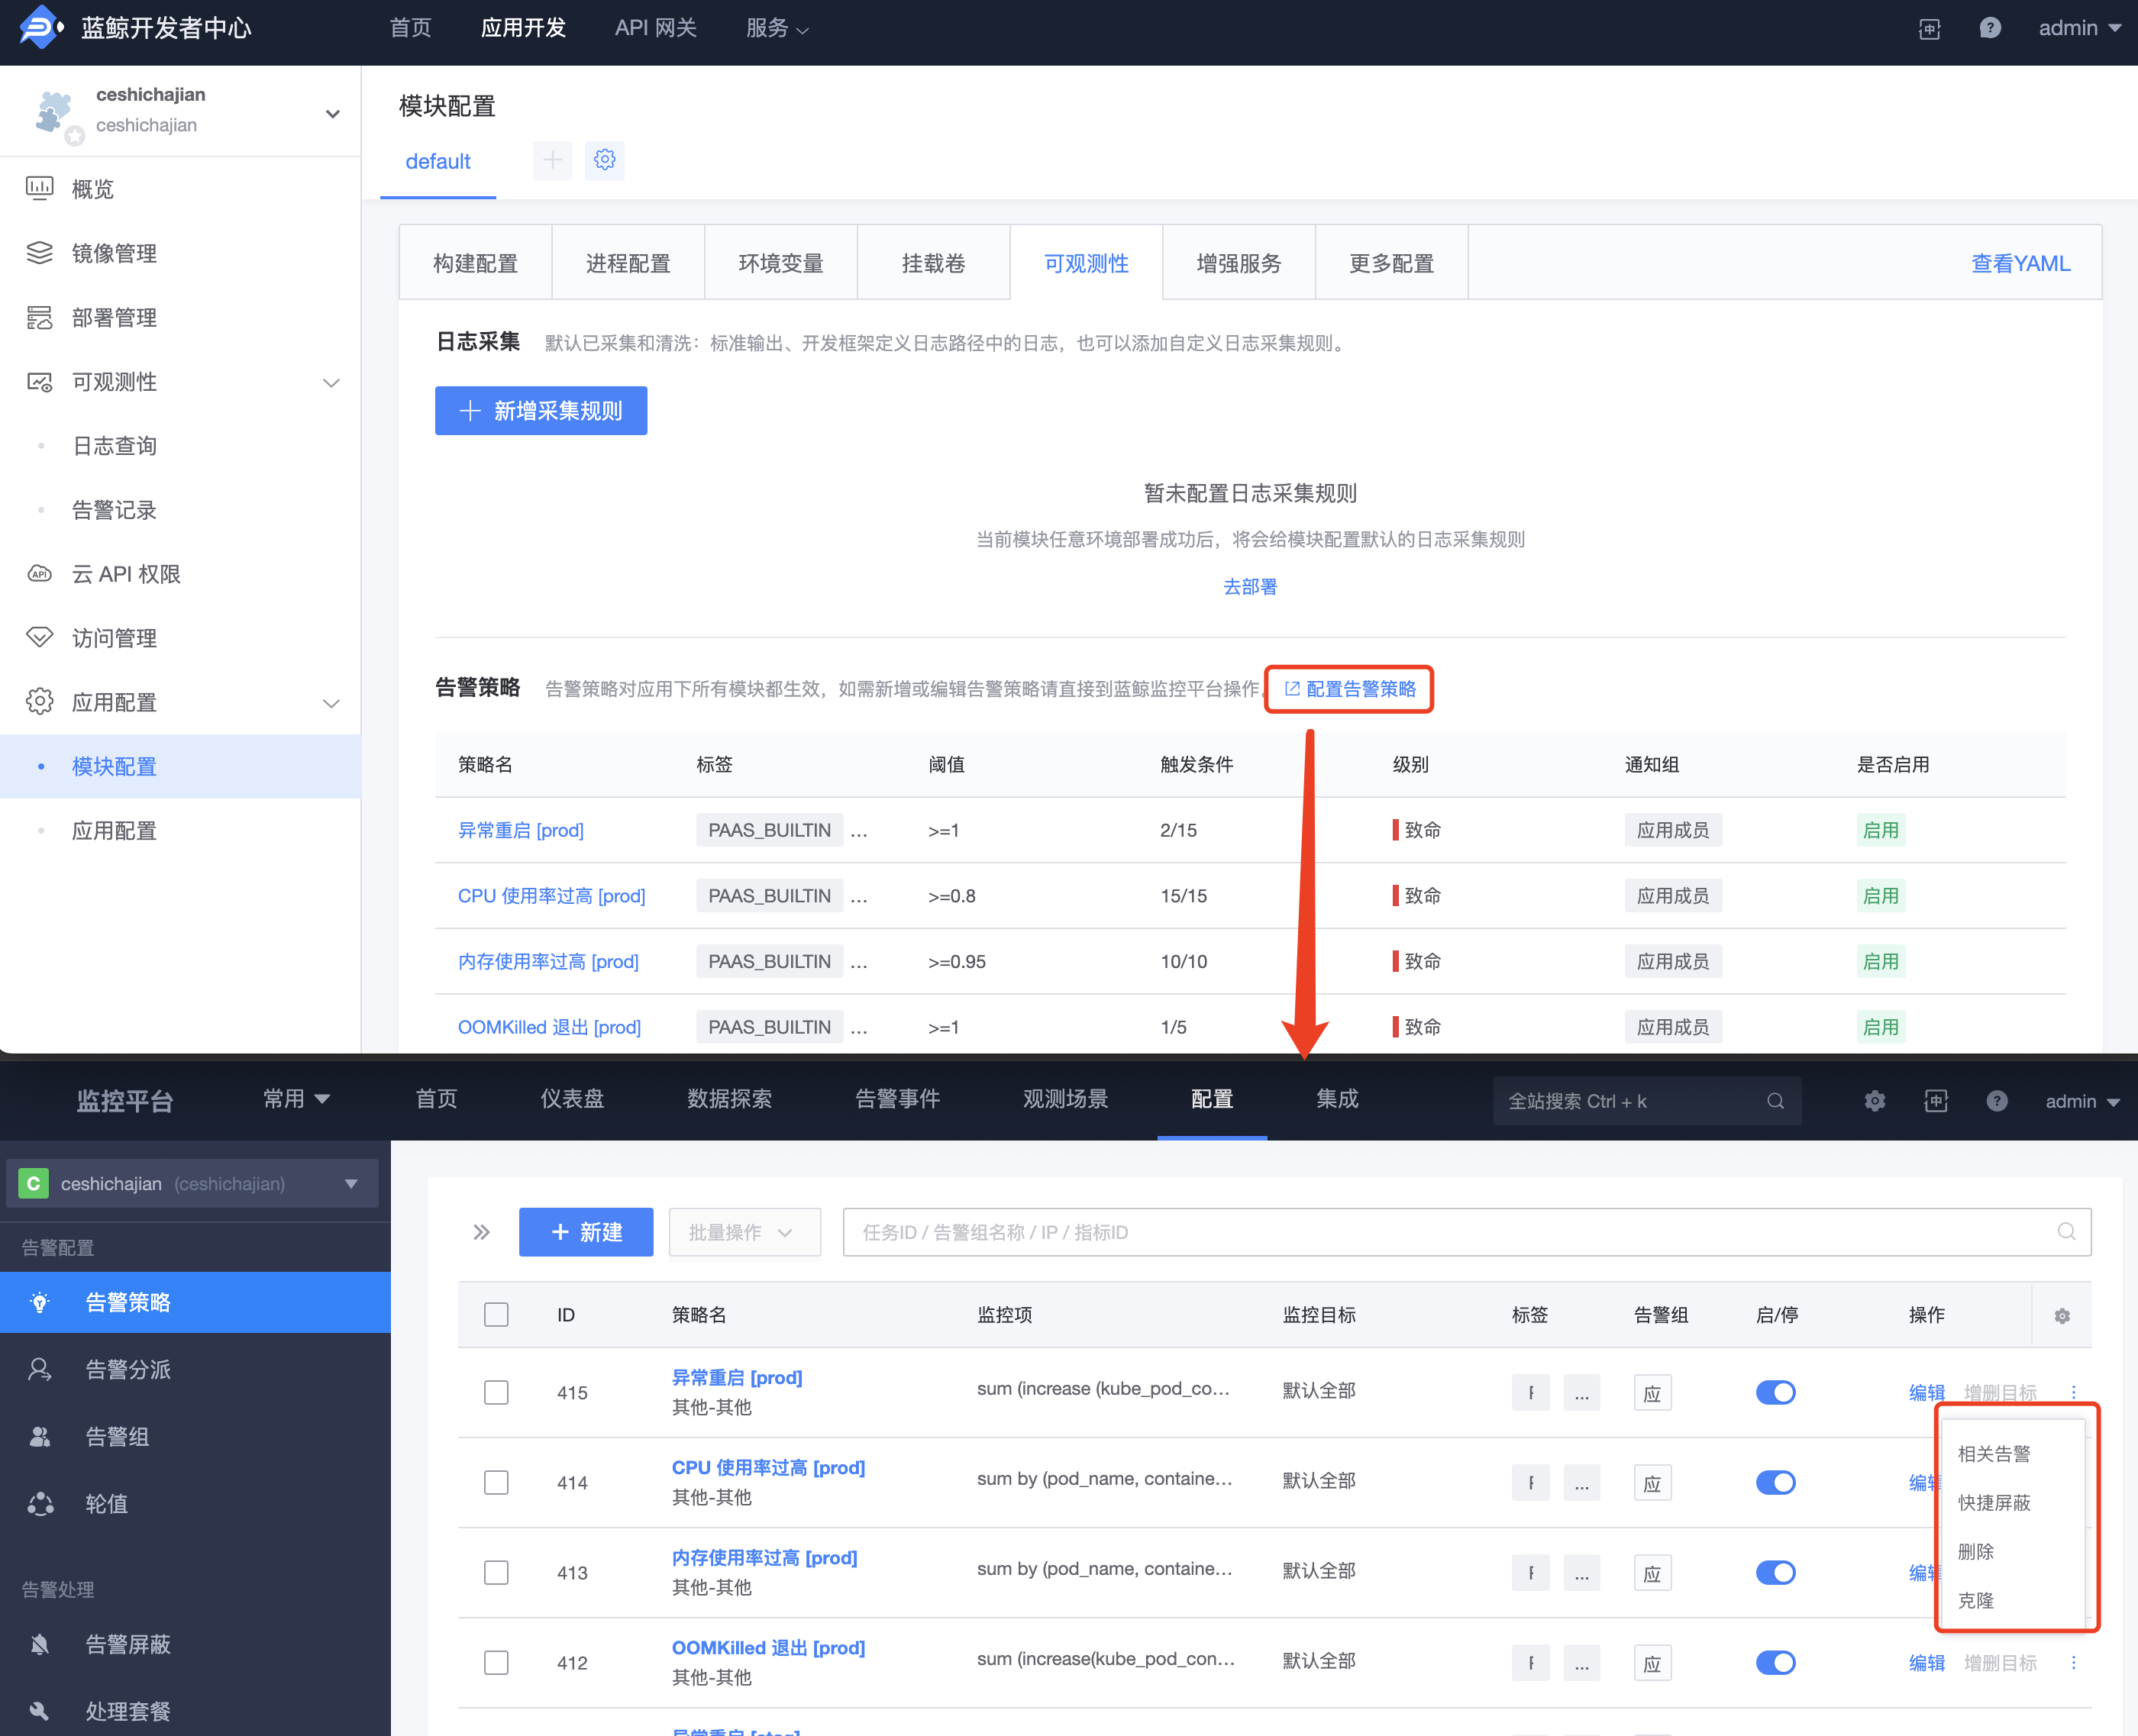 蓝鲸开发者中心 首页 应用开发 API 网关 服务 中 ? admin
ceshichajian
ceshichajian
概览
镜像管理
部署管理
可观测性
日志查询
告警记录
API 云 API 权限
访问管理
应用配置
模块配置
应用配置
模块配置
default
构建配置 进程配置 环境变量 挂载卷 可观测性 增强服务 更多配置 查看YAML
日志采集 默认已采集和清洗：标准输出、开发框架定义日志路径中的日志，也可以添加自定义日志采集规则。
新增采集规则
暂未配置日志采集规则
当前模块任意环境部署成功后，将会给模块配置默认的日志采集规则
去部署
告警策略 告警策略对应用下所有模块都生效，如需新增或编辑告警策略请直接到蓝鲸监控平台操作。 配置告警策略
策略名 标签 阈值 触发条件 级别 通知组 是否启用
异常重启 [prod] PAAS_BUILTIN ... >=1 2/15 致命 应用成员 启用
CPU 使用率过高 [prod] PAAS_BUILTIN ... >=0.8 15/15 致命 应用成员 启用
内存使用率过高 [prod] PAAS_BUILTIN ... >=0.95 10/10 致命 应用成员 启用
OOMKilled 退出 [prod] PAAS_BUILTIN ... >=1 1/5 致命 应用成员 启用
监控平台 常用 首页 仪表盘 数据探索 告警事件 观测场景 配置 集成 全站搜索 Ctrl + k 中 ? admin
C ceshichajian (ceshichajian)
告警配置
告警策略
告警分派
告警组
轮值
告警处理
告警屏蔽
处理套餐
新建 批量操作 任务ID / 告警组名称 / IP / 指标ID
ID 策略名 监控项 监控目标 标签 告警组 启/停 操作
415 异常重启 [prod] sum (increase (kube_pod_co... 默认全部 ... 应 编辑 增删目标
其他-其他
414 CPU 使用率过高 [prod] sum by (pod_name, containe... 默认全部 ... 应 编辑
其他-其他
413 内存使用率过高 [prod] sum by (pod_name, containe... 默认全部 ... 应 编辑
其他-其他
412 OOMKilled 退出 [prod] sum (increase(kube_pod_con... 默认全部 ... 应 编辑 增删目标
其他-其他
相关告警
快捷屏蔽
删除
克隆